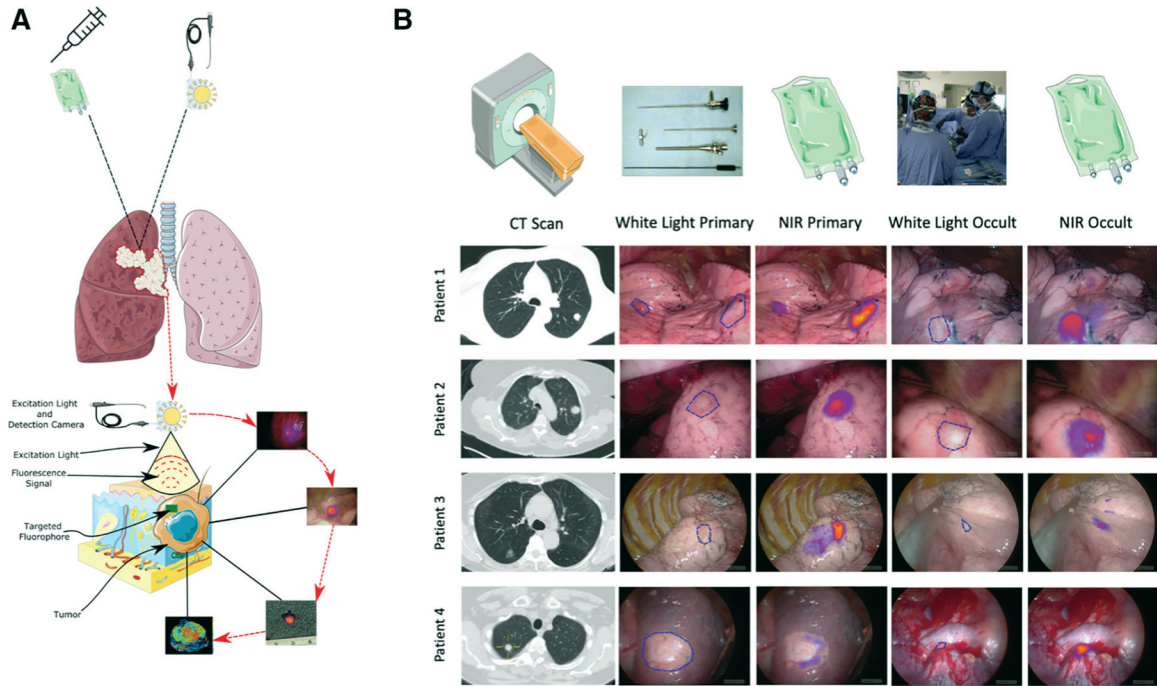 A
B
CT Scan
White Light Primary
NIR Primary
White Light Occult
NIR Occult
Patient 1
Patient 2
Patient 3
Patient 4
Excitation Light
and
Detection Camera
Excitation Light
Fluorescence
Signal
Targeted
Fluorophore
Tumor